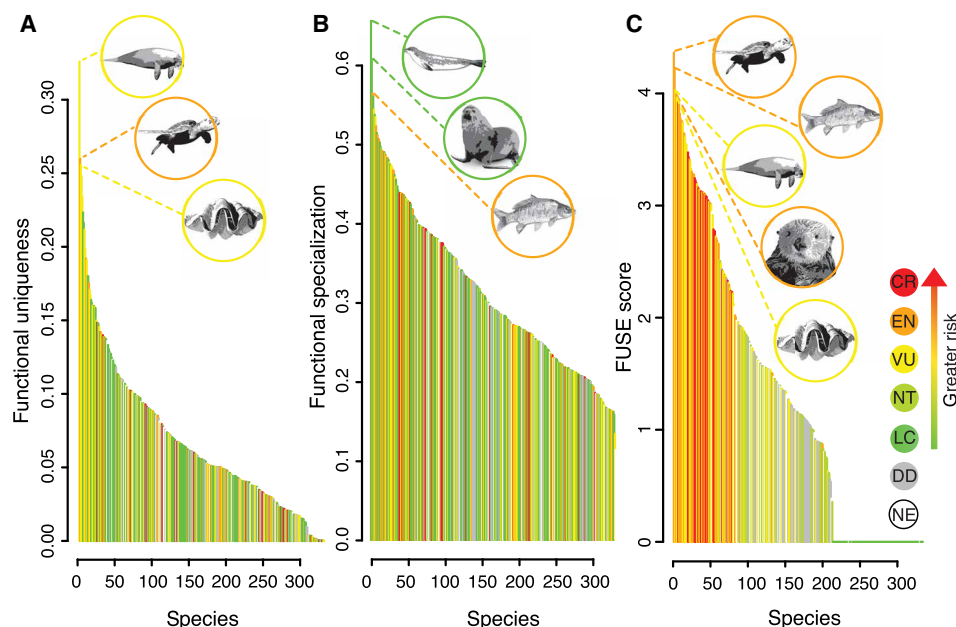 A
Functional uniqueness
0.30
0.25
0.20
0.15
0.10
0.05
0.00
0 50 100 150 200 250 300
Species
B
Functional specialization
0.6
0.5
0.4
0.3
0.2
0.1
0.0
0 50 100 150 200 250 300
Species
C
FUSE score
4
3
2
1
0
0 50 100 150 200 250 300
Species
CR
EN
VU
NT
LC
DD
NE
Greater risk